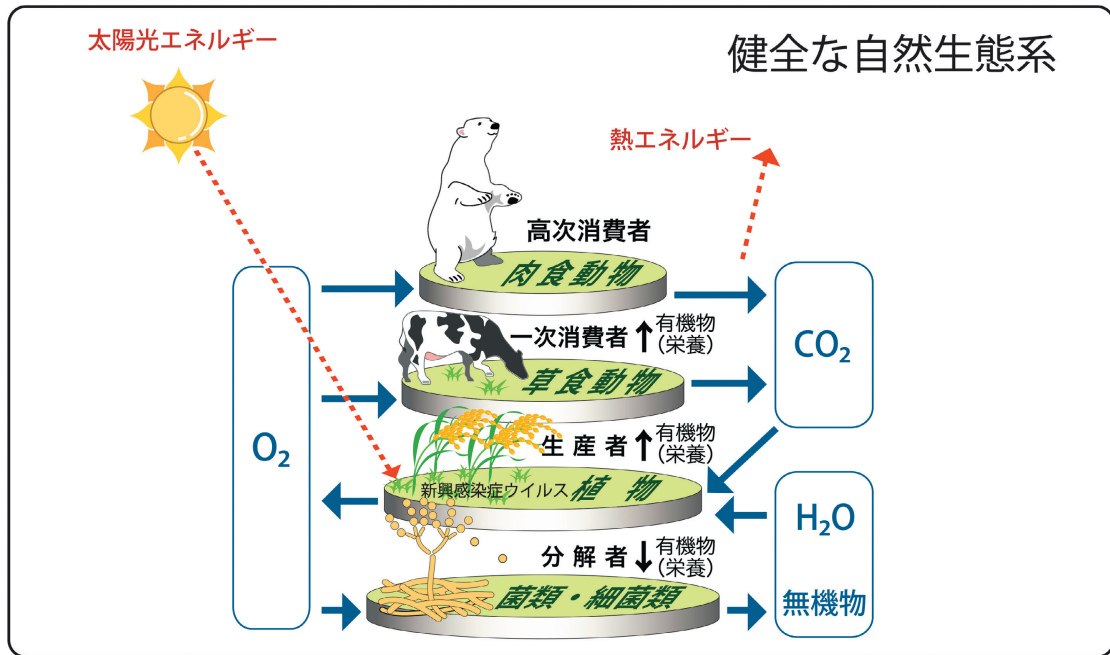 太陽光エネルギー
健全な自然生態系
熱エネルギー
高次消費者
肉食動物
一次消費者
有機物
(栄養)
草食動物
CO₂
生産者
有機物
(栄養)
O₂
新興感染症ウイルス
植物
H₂O
無機物
分解者
有機物
(栄養)
菌類・細菌類